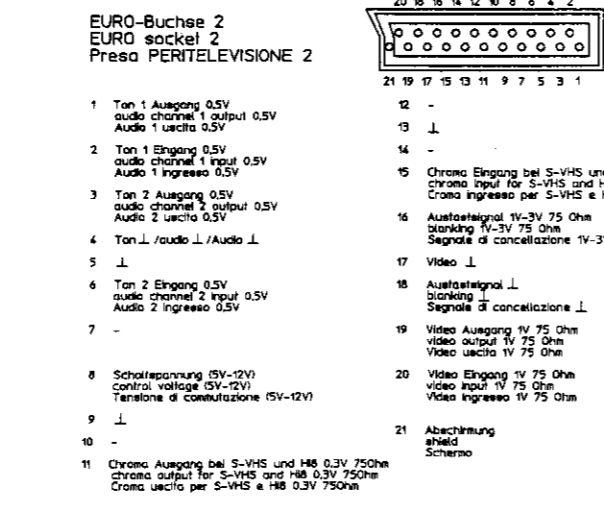 EURO-Buchse 2
EURO socket 2
Presa PERITELEVISIONE 2
20 18 16 14 12 10 8 6 4 2
21 19 17 15 13 11 9 7 5 3 1
1 Ton 1 Ausgang 0,5V
audio channel 1 output 0,5V
Audio 1 uscita 0,5V
2 Ton 1 Eingang 0,5V
audio channel 1 input 0,5V
Audio 1 ingresso 0,5V
3 Ton 2 Ausgang 0,5V
audio channel 2 output 0,5V
Audio 2 uscita 0,5V
4 Ton ⊥ /audio ⊥ /Audio ⊥
5 ⊥
6 Ton 2 Eingang 0,5V
audio channel 2 input 0,5V
Audio 2 ingresso 0,5V
7 -
8 Schaltspannung (5V-12V)
control voltage (5V-12V)
Tensione di commutazione (5V-12V)
9 ⊥
10 -
11 Chroma Ausgang bei S-VHS und Hi8 0.3V 75Ohm
chroma output for S-VHS and Hi8 0.3V 75Ohm
Croma uscita per S-VHS e Hi8 0.3V 75Ohm
12 -
13 ⊥
14 -
15 Chroma Eingang bei S-VHS und
chroma input for S-VHS and H
Croma ingresso per S-VHS e
16 Austastsignal 1V-3V 75 Ohm
blanking 1V-3V 75 Ohm
Segnale di cancellazione 1V-3
17 Video ⊥
18 Austastsignal ⊥
blanking ⊥
Segnale di cancellazione ⊥
19 Video Ausgang 1V 75 Ohm
video output 1V 75 Ohm
Video uscita 1V 75 Ohm
20 Video Eingang 1V 75 Ohm
video input 1V 75 Ohm
Video ingresso 1V 75 Ohm
21 Abschirmung
shield
Schermo